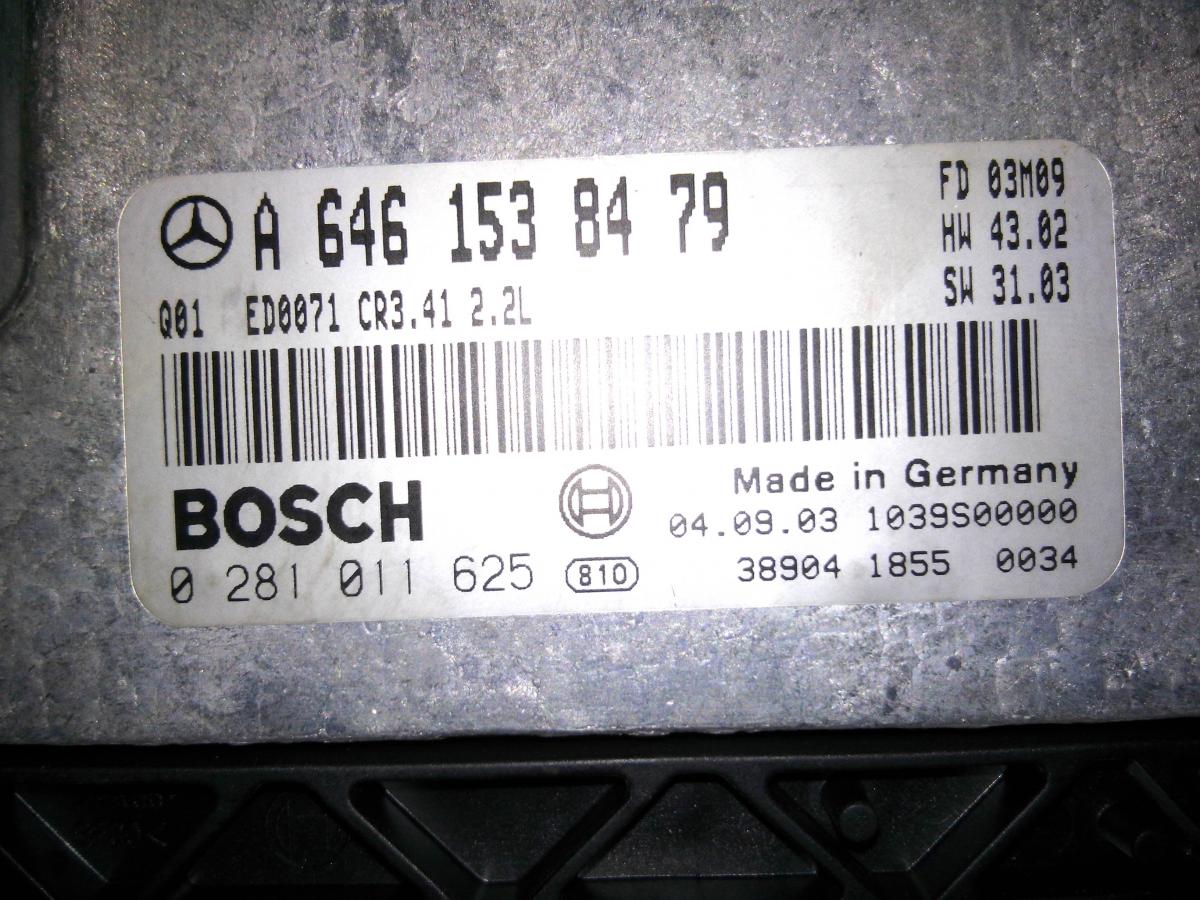 A 646 153 84 79
FD 03M09
HW 43.02
SW 31.03
Q01 ED0071 CR3.41 2.2L
BOSCH
Made in Germany
04.09.03 1039S00000
0 281 011 625
810
38904 1855 0034